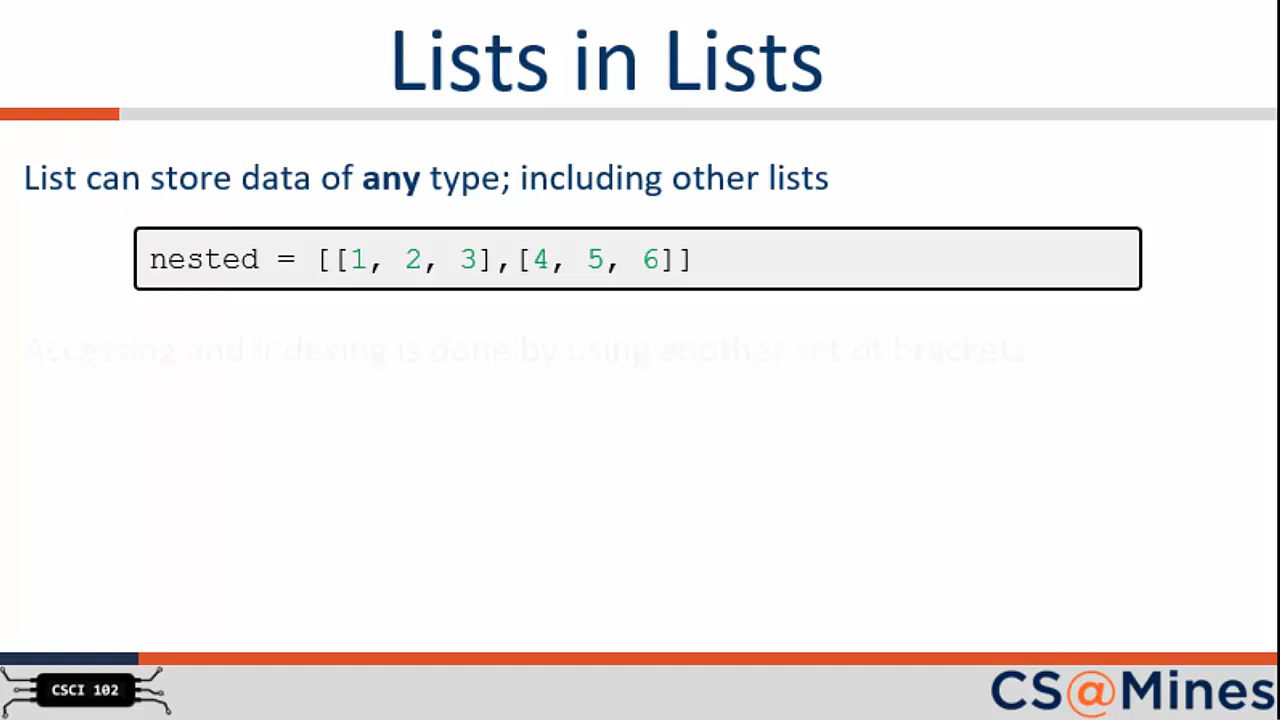 Lists in Lists
List can store data of any type; including other lists
nested = [[1, 2, 3],[4, 5, 6]]
Accessing and indexing is done by using another set of brackets
CSCI 102
CS@Mines